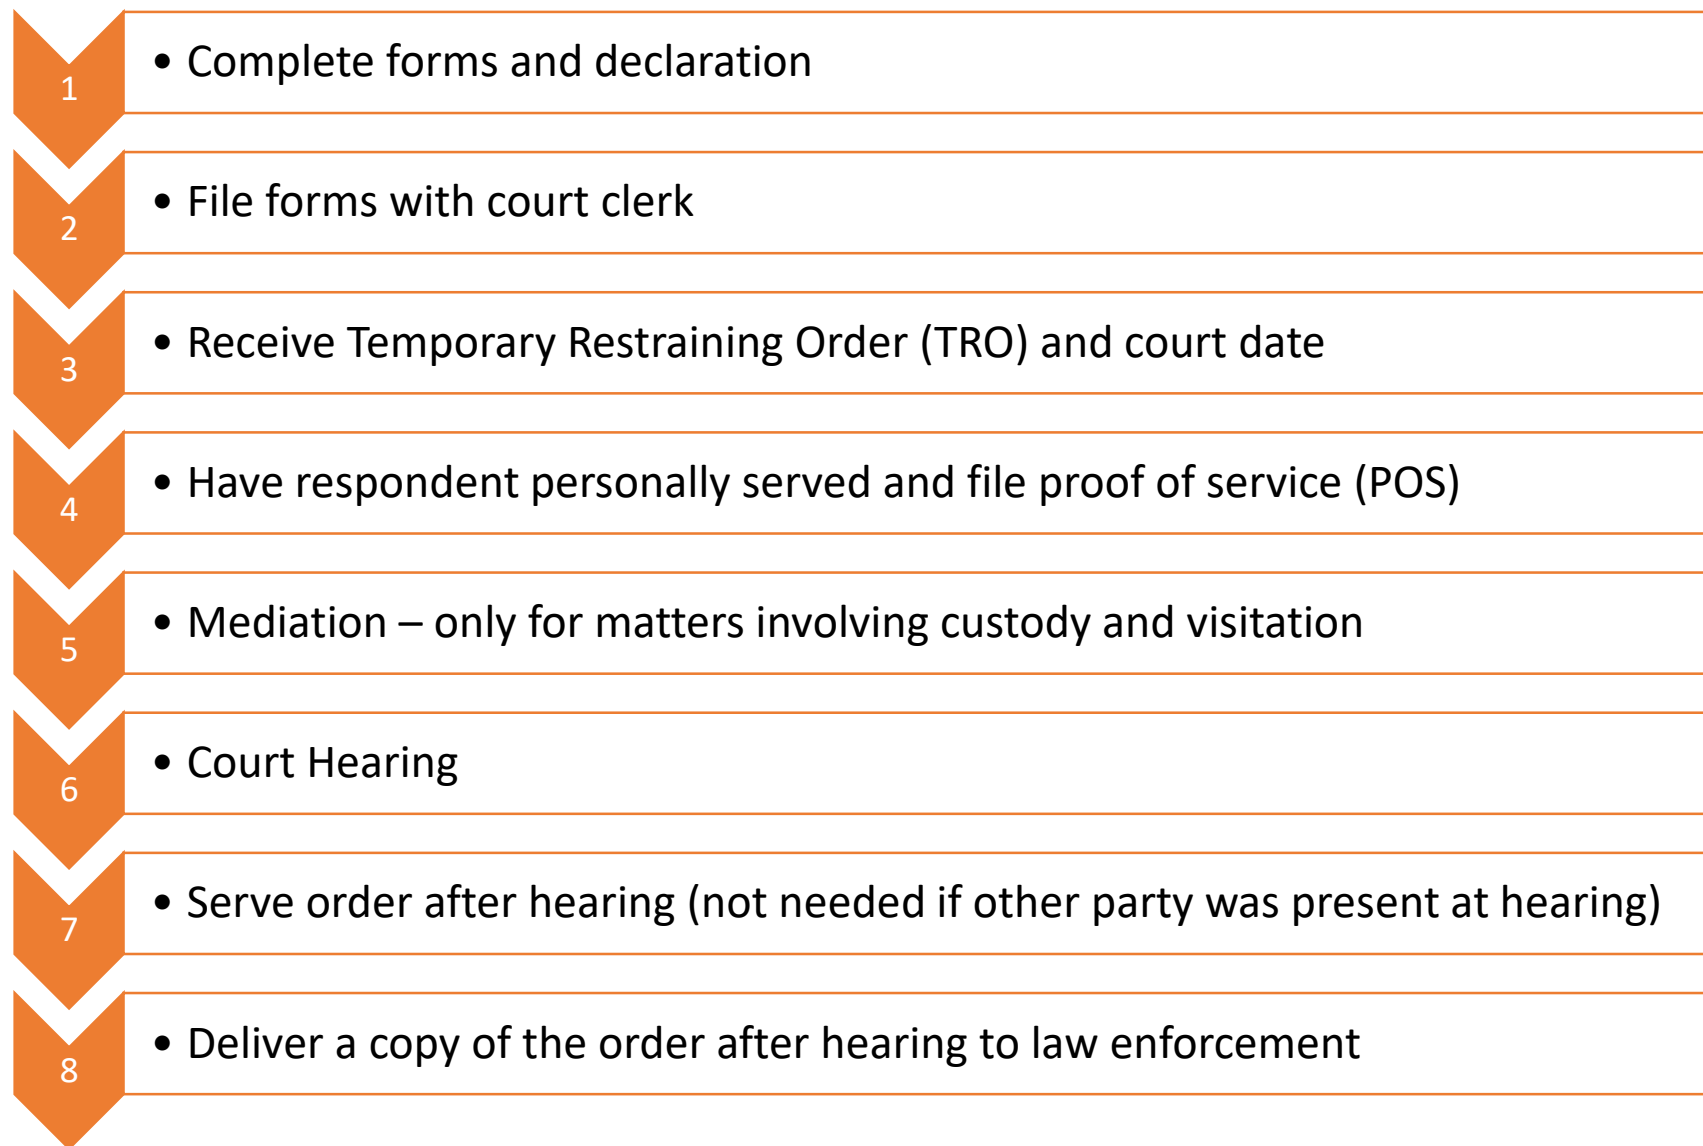 1
• Complete forms and declaration
2
• File forms with court clerk
3
• Receive Temporary Restraining Order (TRO) and court date
4
• Have respondent personally served and file proof of service (POS)
5
• Mediation – only for matters involving custody and visitation
6
• Court Hearing
7
• Serve order after hearing (not needed if other party was present at hearing)
8
• Deliver a copy of the order after hearing to law enforcement